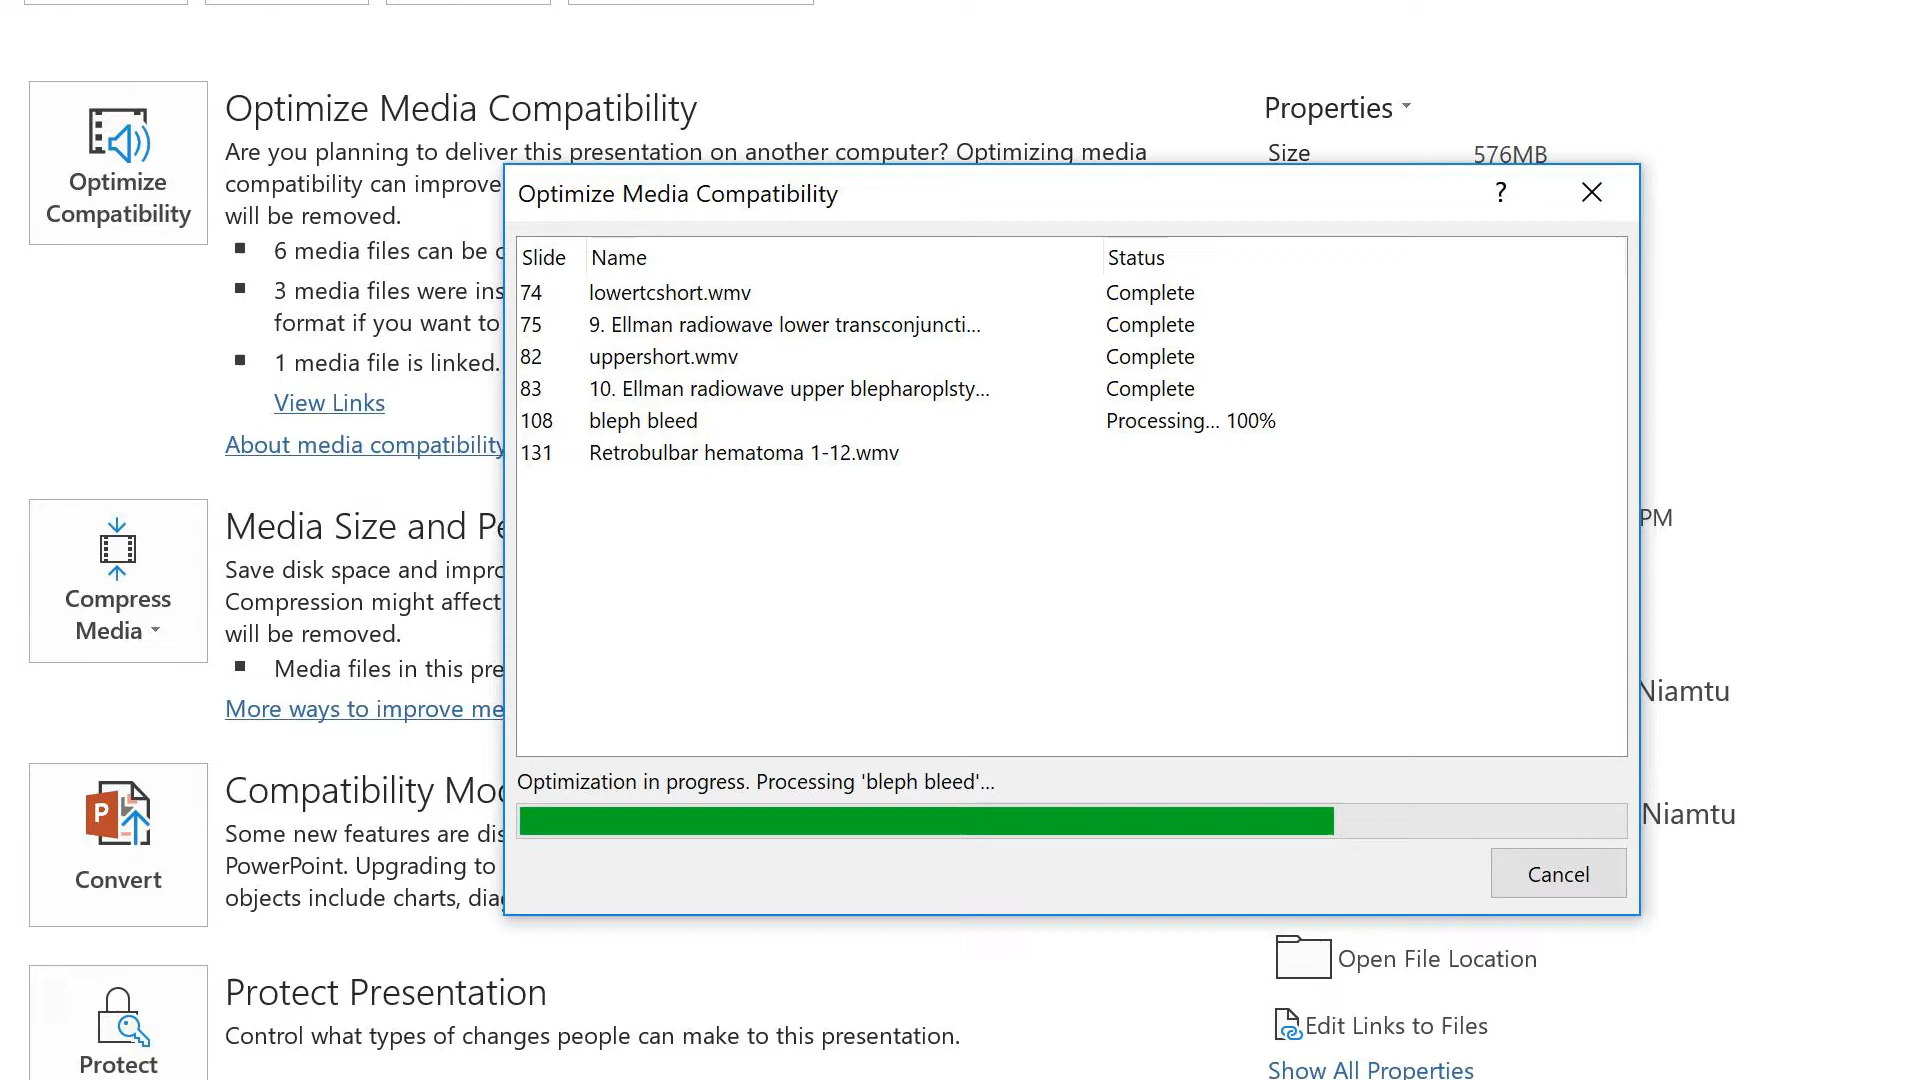 Optimize
Compatibility
Optimize Media Compatibility
Are you planning to deliver this presentation on another computer? Optimizing media
compatibility can improve
will be removed.
6 media files can be
3 media files were ins
format if you want to
1 media file is linked.
View Links
About media compatibility
Compress
Media
Media Size and Pe
Save disk space and impro
Compression might affect
will be removed.
Media files in this pre
More ways to improve me
Convert
Compatibility Mo
Some new features are dis
PowerPoint. Upgrading to
objects include charts, dia
Protect
Protect Presentation
Control what types of changes people can make to this presentation.
Properties
Size 576MB
PM
Niamtu
Niamtu
Open File Location
Edit Links to Files
Show All Properties
Optimize Media Compatibility ?
Slide Name Status
74 lowertcshort.wmv Complete
75 9. Ellman radiowave lower transconjuncti... Complete
82 uppershort.wmv Complete
83 10. Ellman radiowave upper blepharoplsty... Complete
108 bleph bleed Processing... 100%
131 Retrobulbar hematoma 1-12.wmv
Optimization in progress. Processing 'bleph bleed'...
Cancel